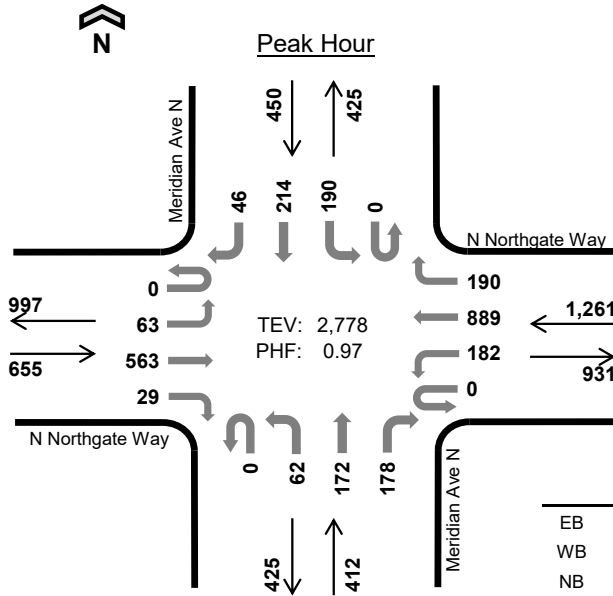 N
Peak Hour
Meridian Ave N
450
425
46
214
190
0
N Northgate Way
0
190
997
63
TEV: 2,778
889
1,261
655
563
PHF: 0.97
182
931
29
0
N Northgate Way
0
62
172
178
Meridian Ave N
425
412
EB
WB
NB